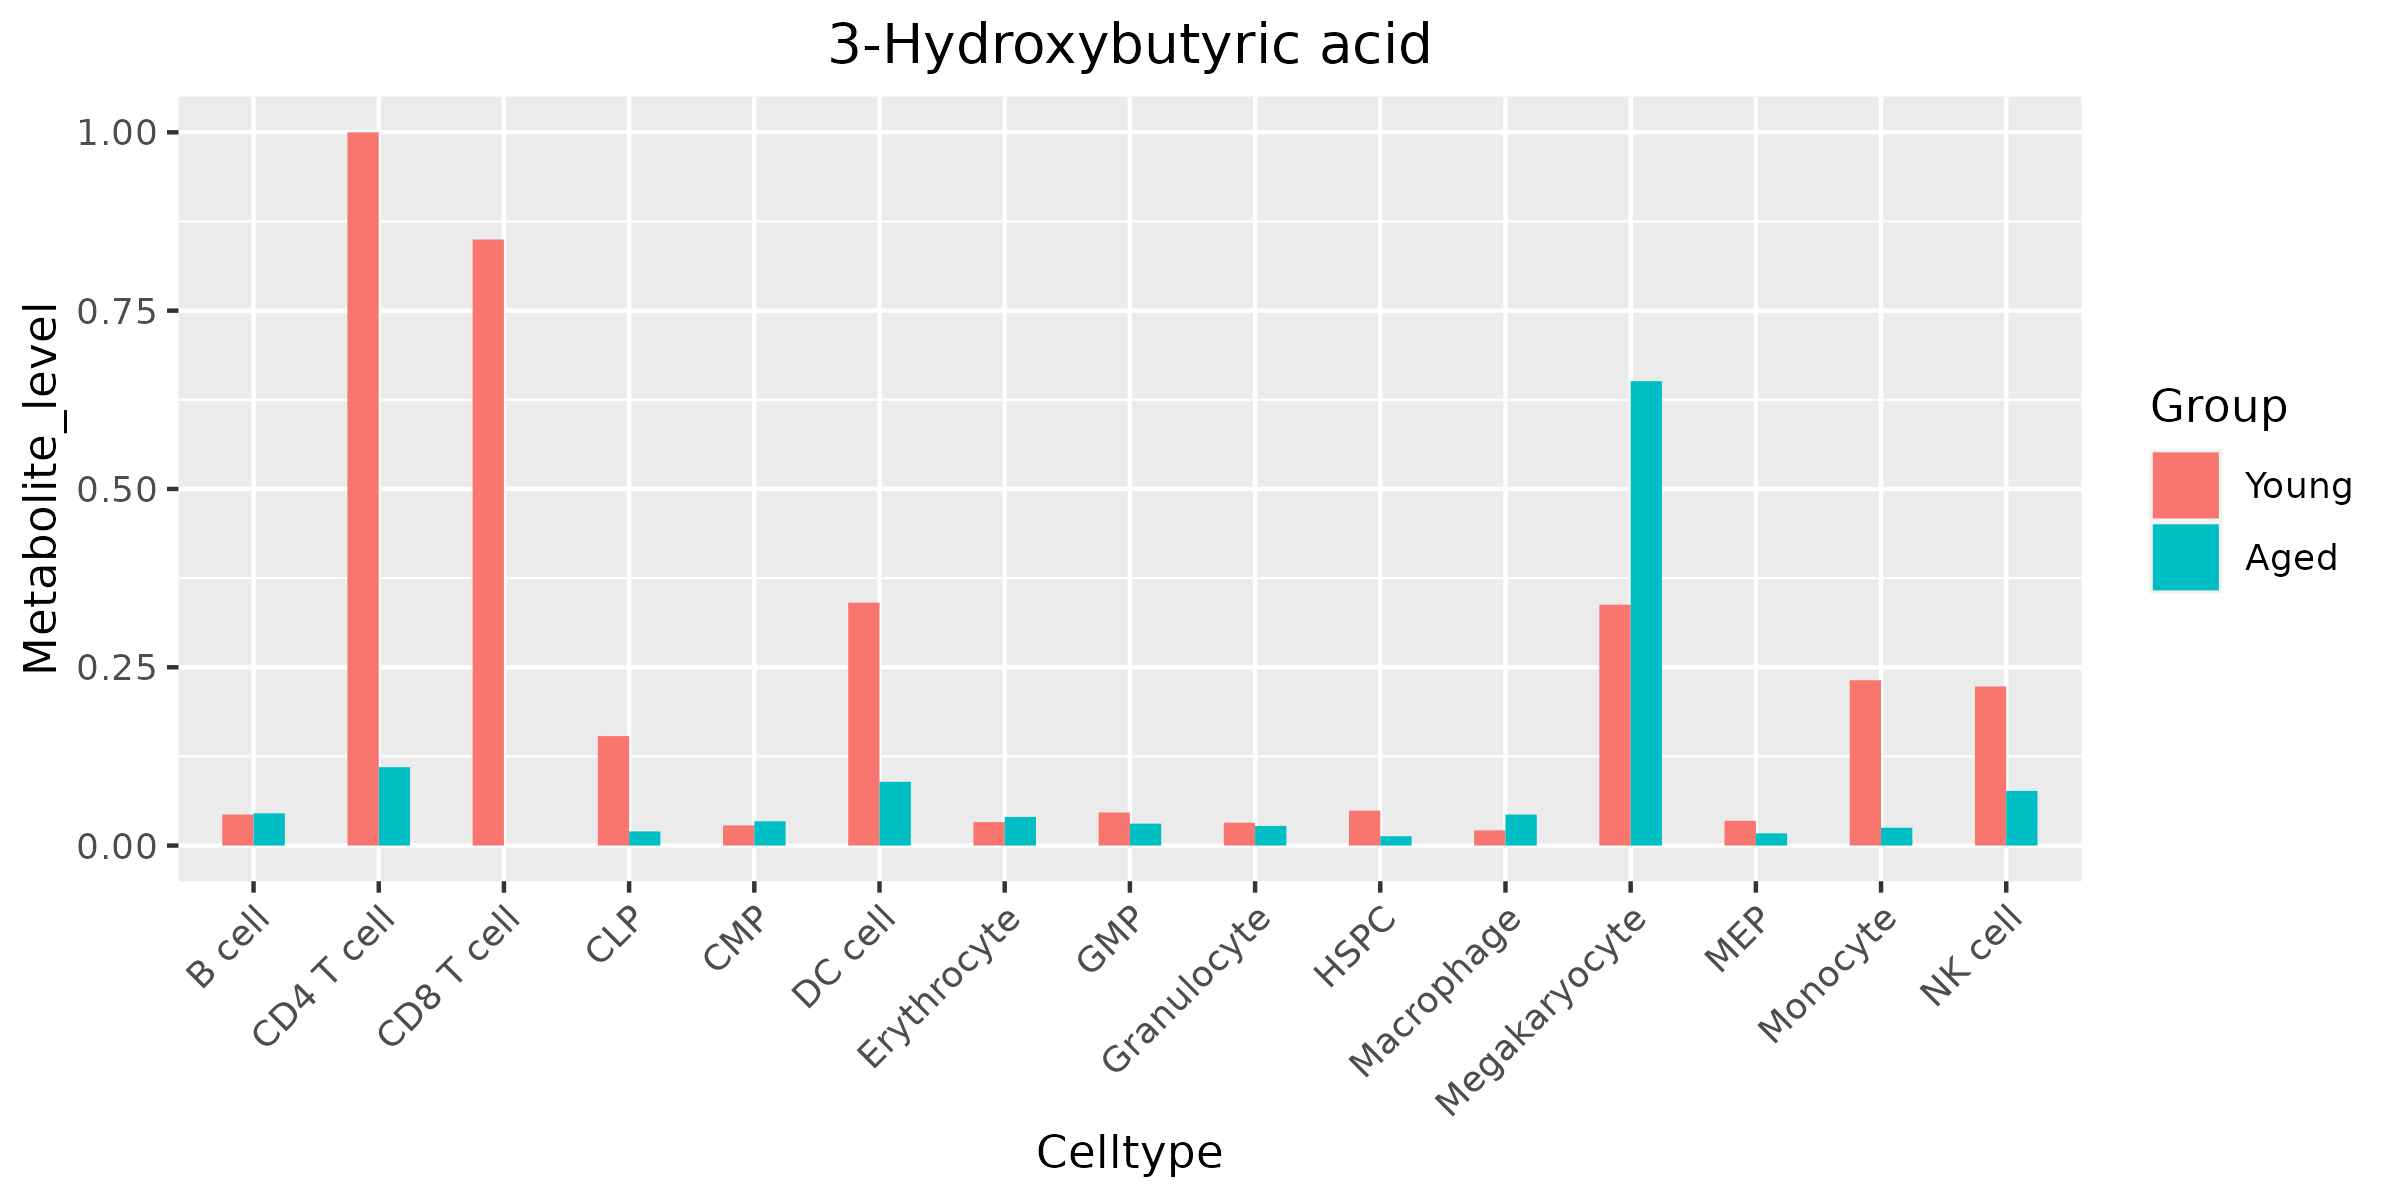 3-Hydroxybutyric acid
Metabolite_level
1.00
0.75
0.50
0.25
0.00
B cell
CD4 T cell
CD8 T cell
CLP
CMP
DC cell
Erythrocyte
GMP
Granulocyte
HSPC
Macrophage
Megakaryocyte
MEP
Monocyte
NK cell
Celltype
Group
Young
Aged